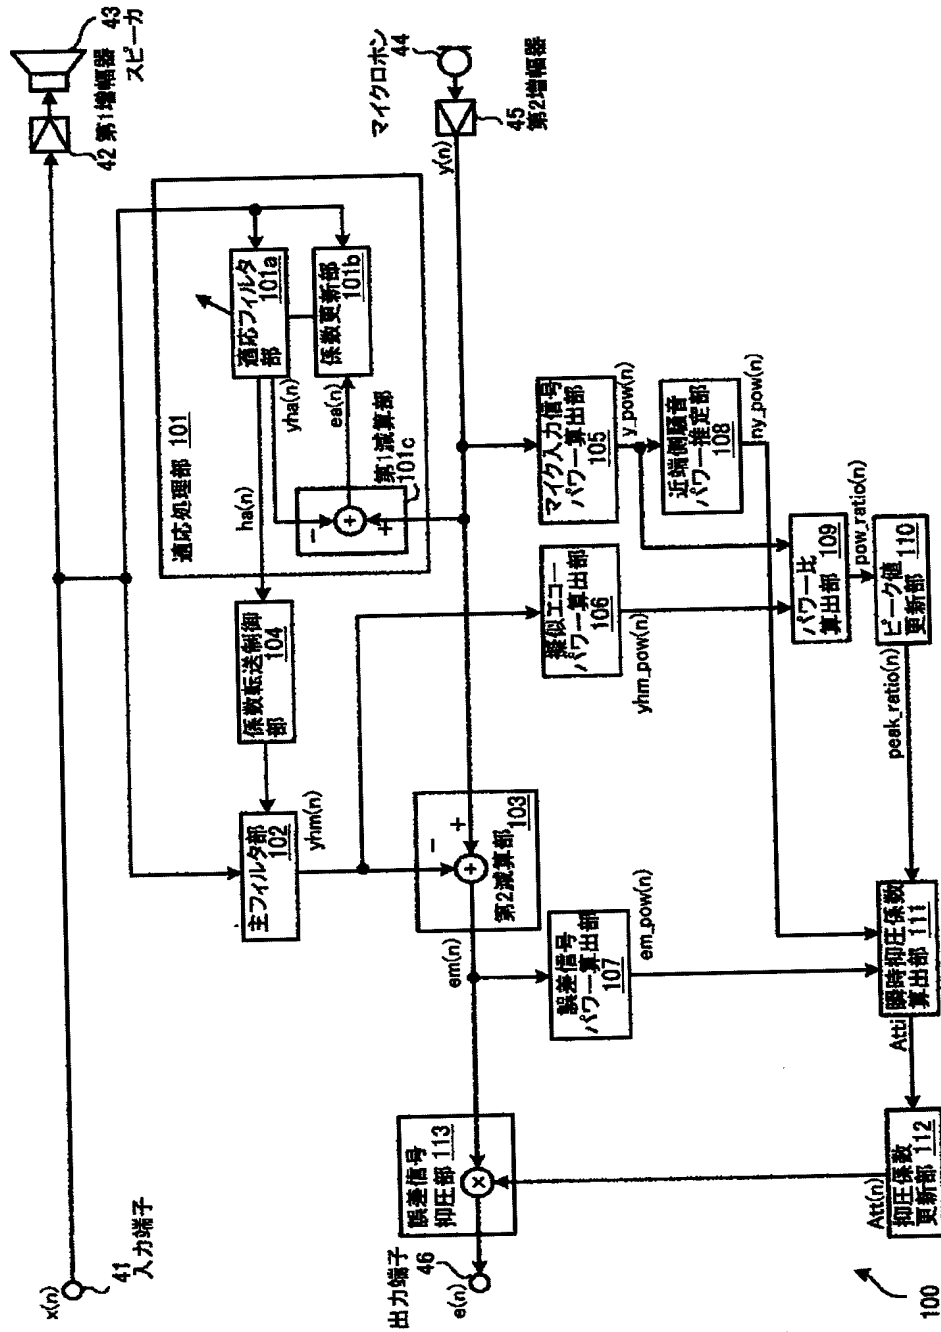 x(n)
41
入力端子
42 第1増幅器
43
スピーカ
適応処理部 101
適応フィルタ
部 101a
係数更新部
101b
ha(n)
yha(n)
ea(n)
第1減算部
101c
-
+
+
マイクロホン
44
45
第2増幅器
y(n)
係数転送制御
部 104
主フィルタ部
102
yhm(n)
-
+
+
第2減算部 103
em(n)
マイク入力信号
パワー算出部
105
y_pow(n)
近端側騒音
パワー推定部
108
ny_pow(n)
擬似エコー
パワー算出部
106
yhm_pow(n)
誤差信号
パワー算出部
107
em_pow(n)
パワー比
算出部 109
pow_ratio(n)
ピーク値
更新部 110
peak_ratio(n)
瞬時抑圧係数
算出部 111
Atti
抑圧係数
更新部 112
Att(n)
誤差信号
抑圧部 113
×
出力端子
46
e(n)
100